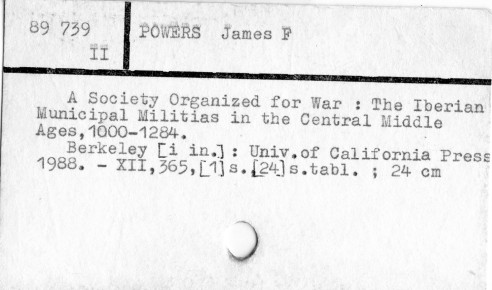 89 739
II
POWERS James F
A Society Organized for War : The Iberian
Municipal Militias in the Central Middle
Ages,1000-1284.
Berkeley [i in.] : Univ.of California Press
1988. - XII,365,[1]s.[24]s.tabl. ; 24 cm